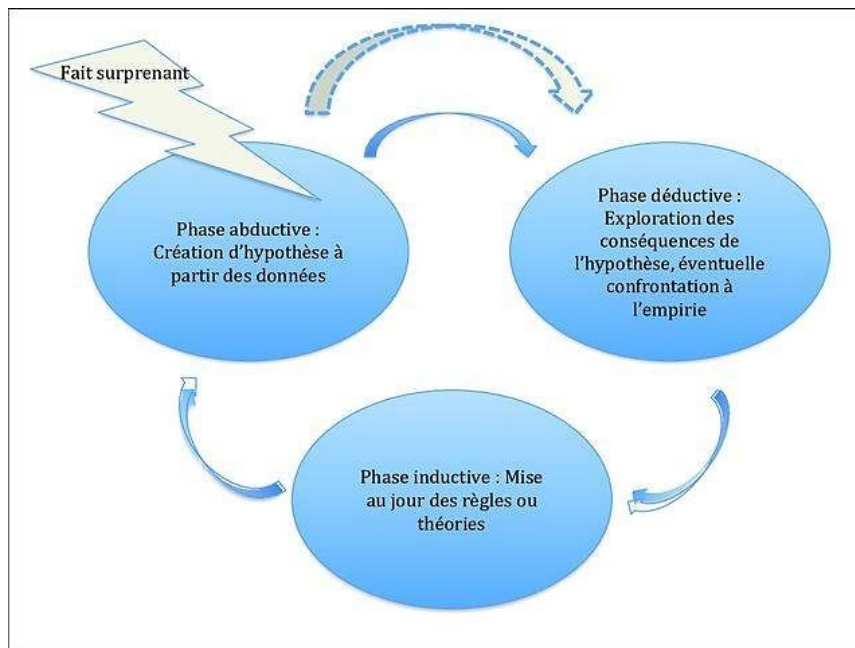 Fait surprenant
Phase abductive :
Création d'hypothèse à
partir des données
Phase déductive :
Exploration des
conséquences de
l'hypothèse, éventuelle
confrontation à
l'empirie
Phase inductive : Mise
au jour des règles ou
théories